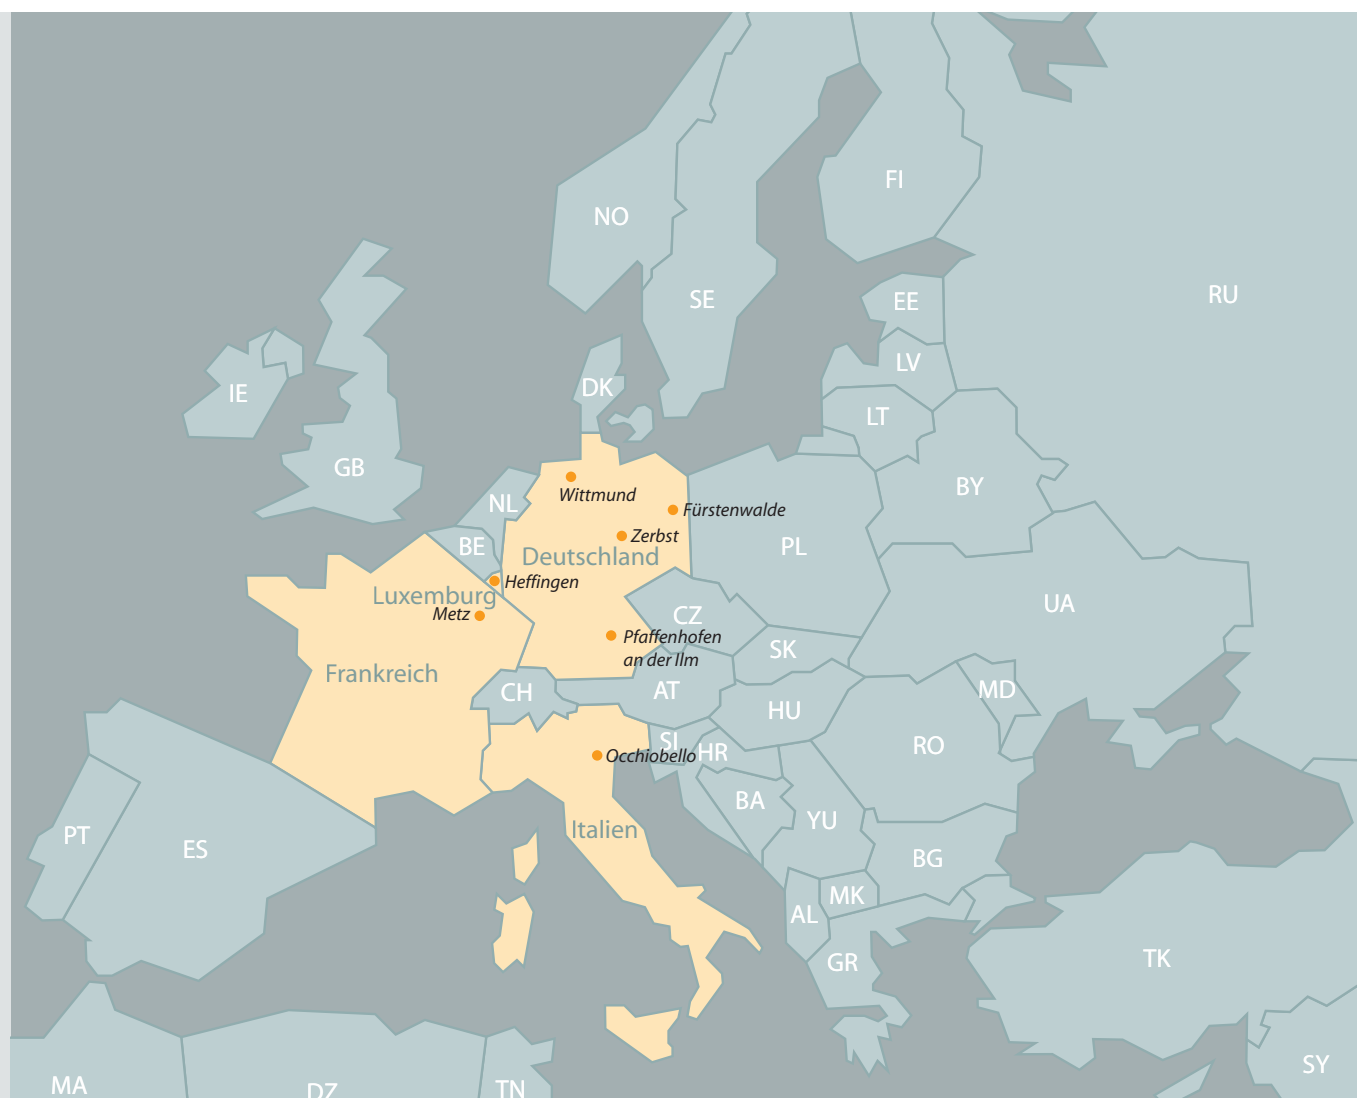 FI
NO
RU
SE
EE
LV
DK
IE
LT
GB
BY
NL
Wittmund
Fürstenwalde
Zerbst
BE
Deutschland
PL
Heffingen
Luxemburg
UA
Metz
CZ
Pfaffenhofen
an der Ilm
SK
Frankreich
CH
AT
MD
HU
SI
HR
RO
Occhiobello
BA
YU
Italien
PT
ES
BG
MK
AL
GR
TK
SY
MA
DZ
TN